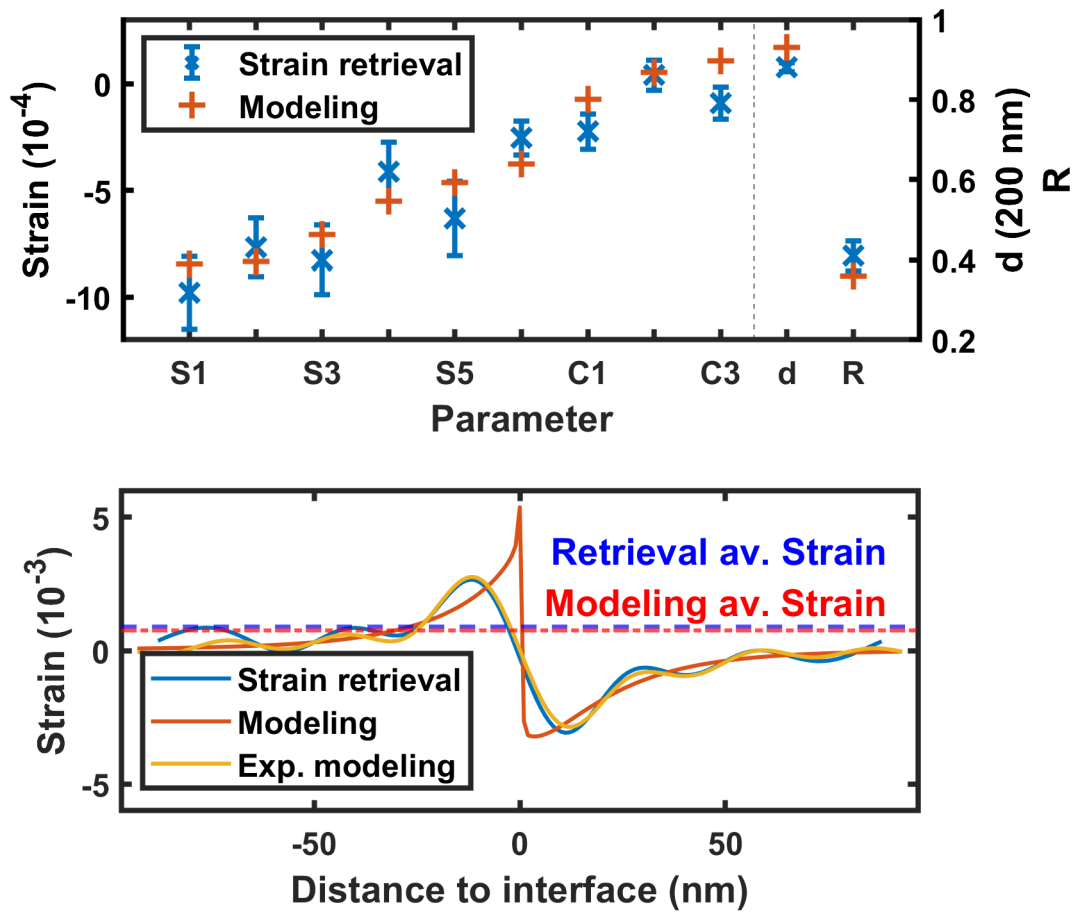 Strain (10-4)
0
-5
-10
Strain retrieval
Modeling
1
0.8
0.6
0.4
0.2
d (200 nm)
R
S1 S3 S5 C1 C3 d R
Parameter
Strain (10-3)
5
0
-5
Retrieval av. Strain
Modeling av. Strain
Strain retrieval
Modeling
Exp. modeling
-50 0 50
Distance to interface (nm)